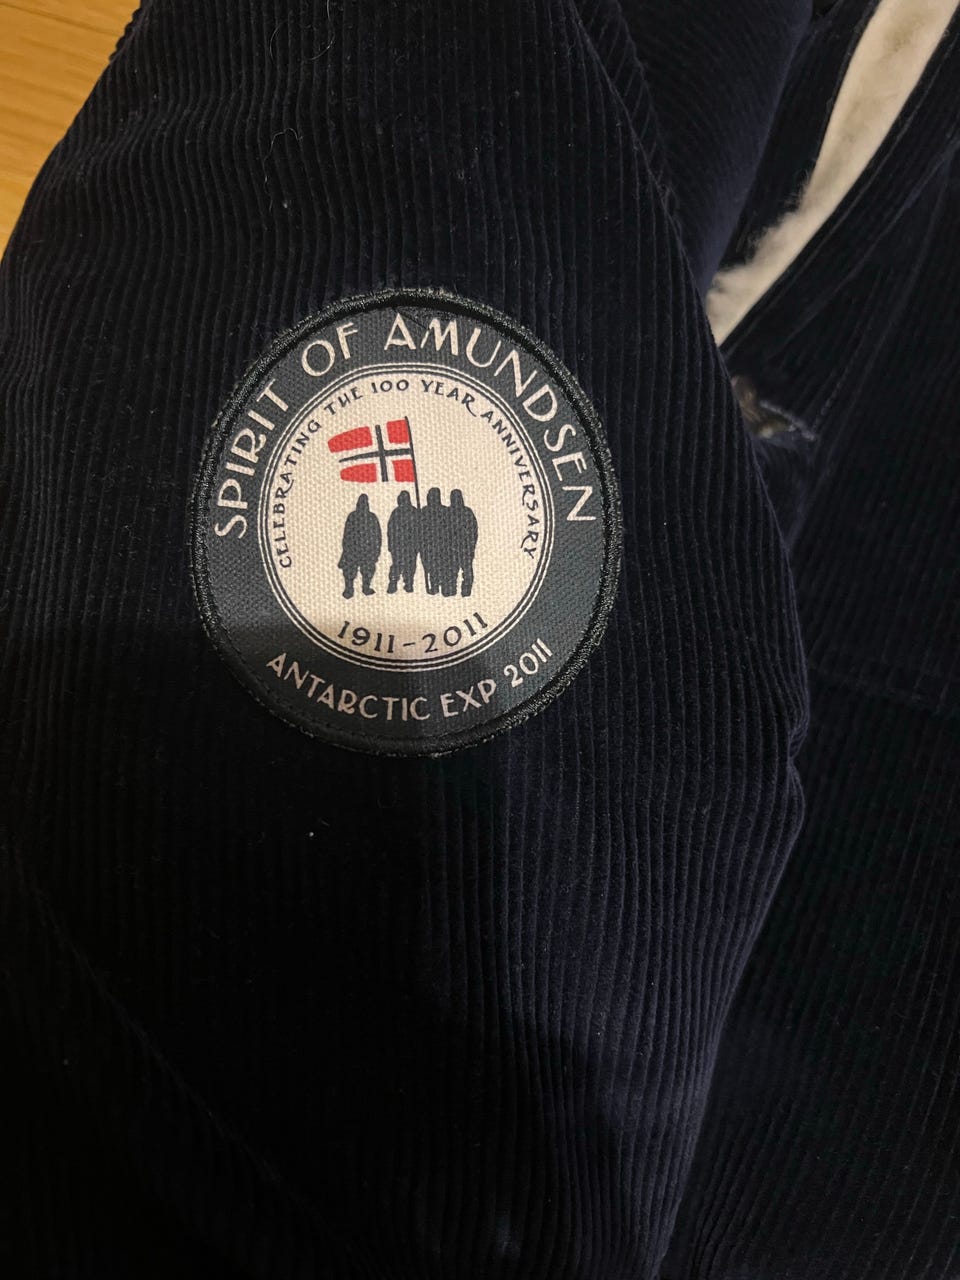 SPIRIT OF AMUNDSEN
CELEBRATING THE 100 YEAR ANNIVERSARY
1911-2011
ANTARCTIC EXP 2011